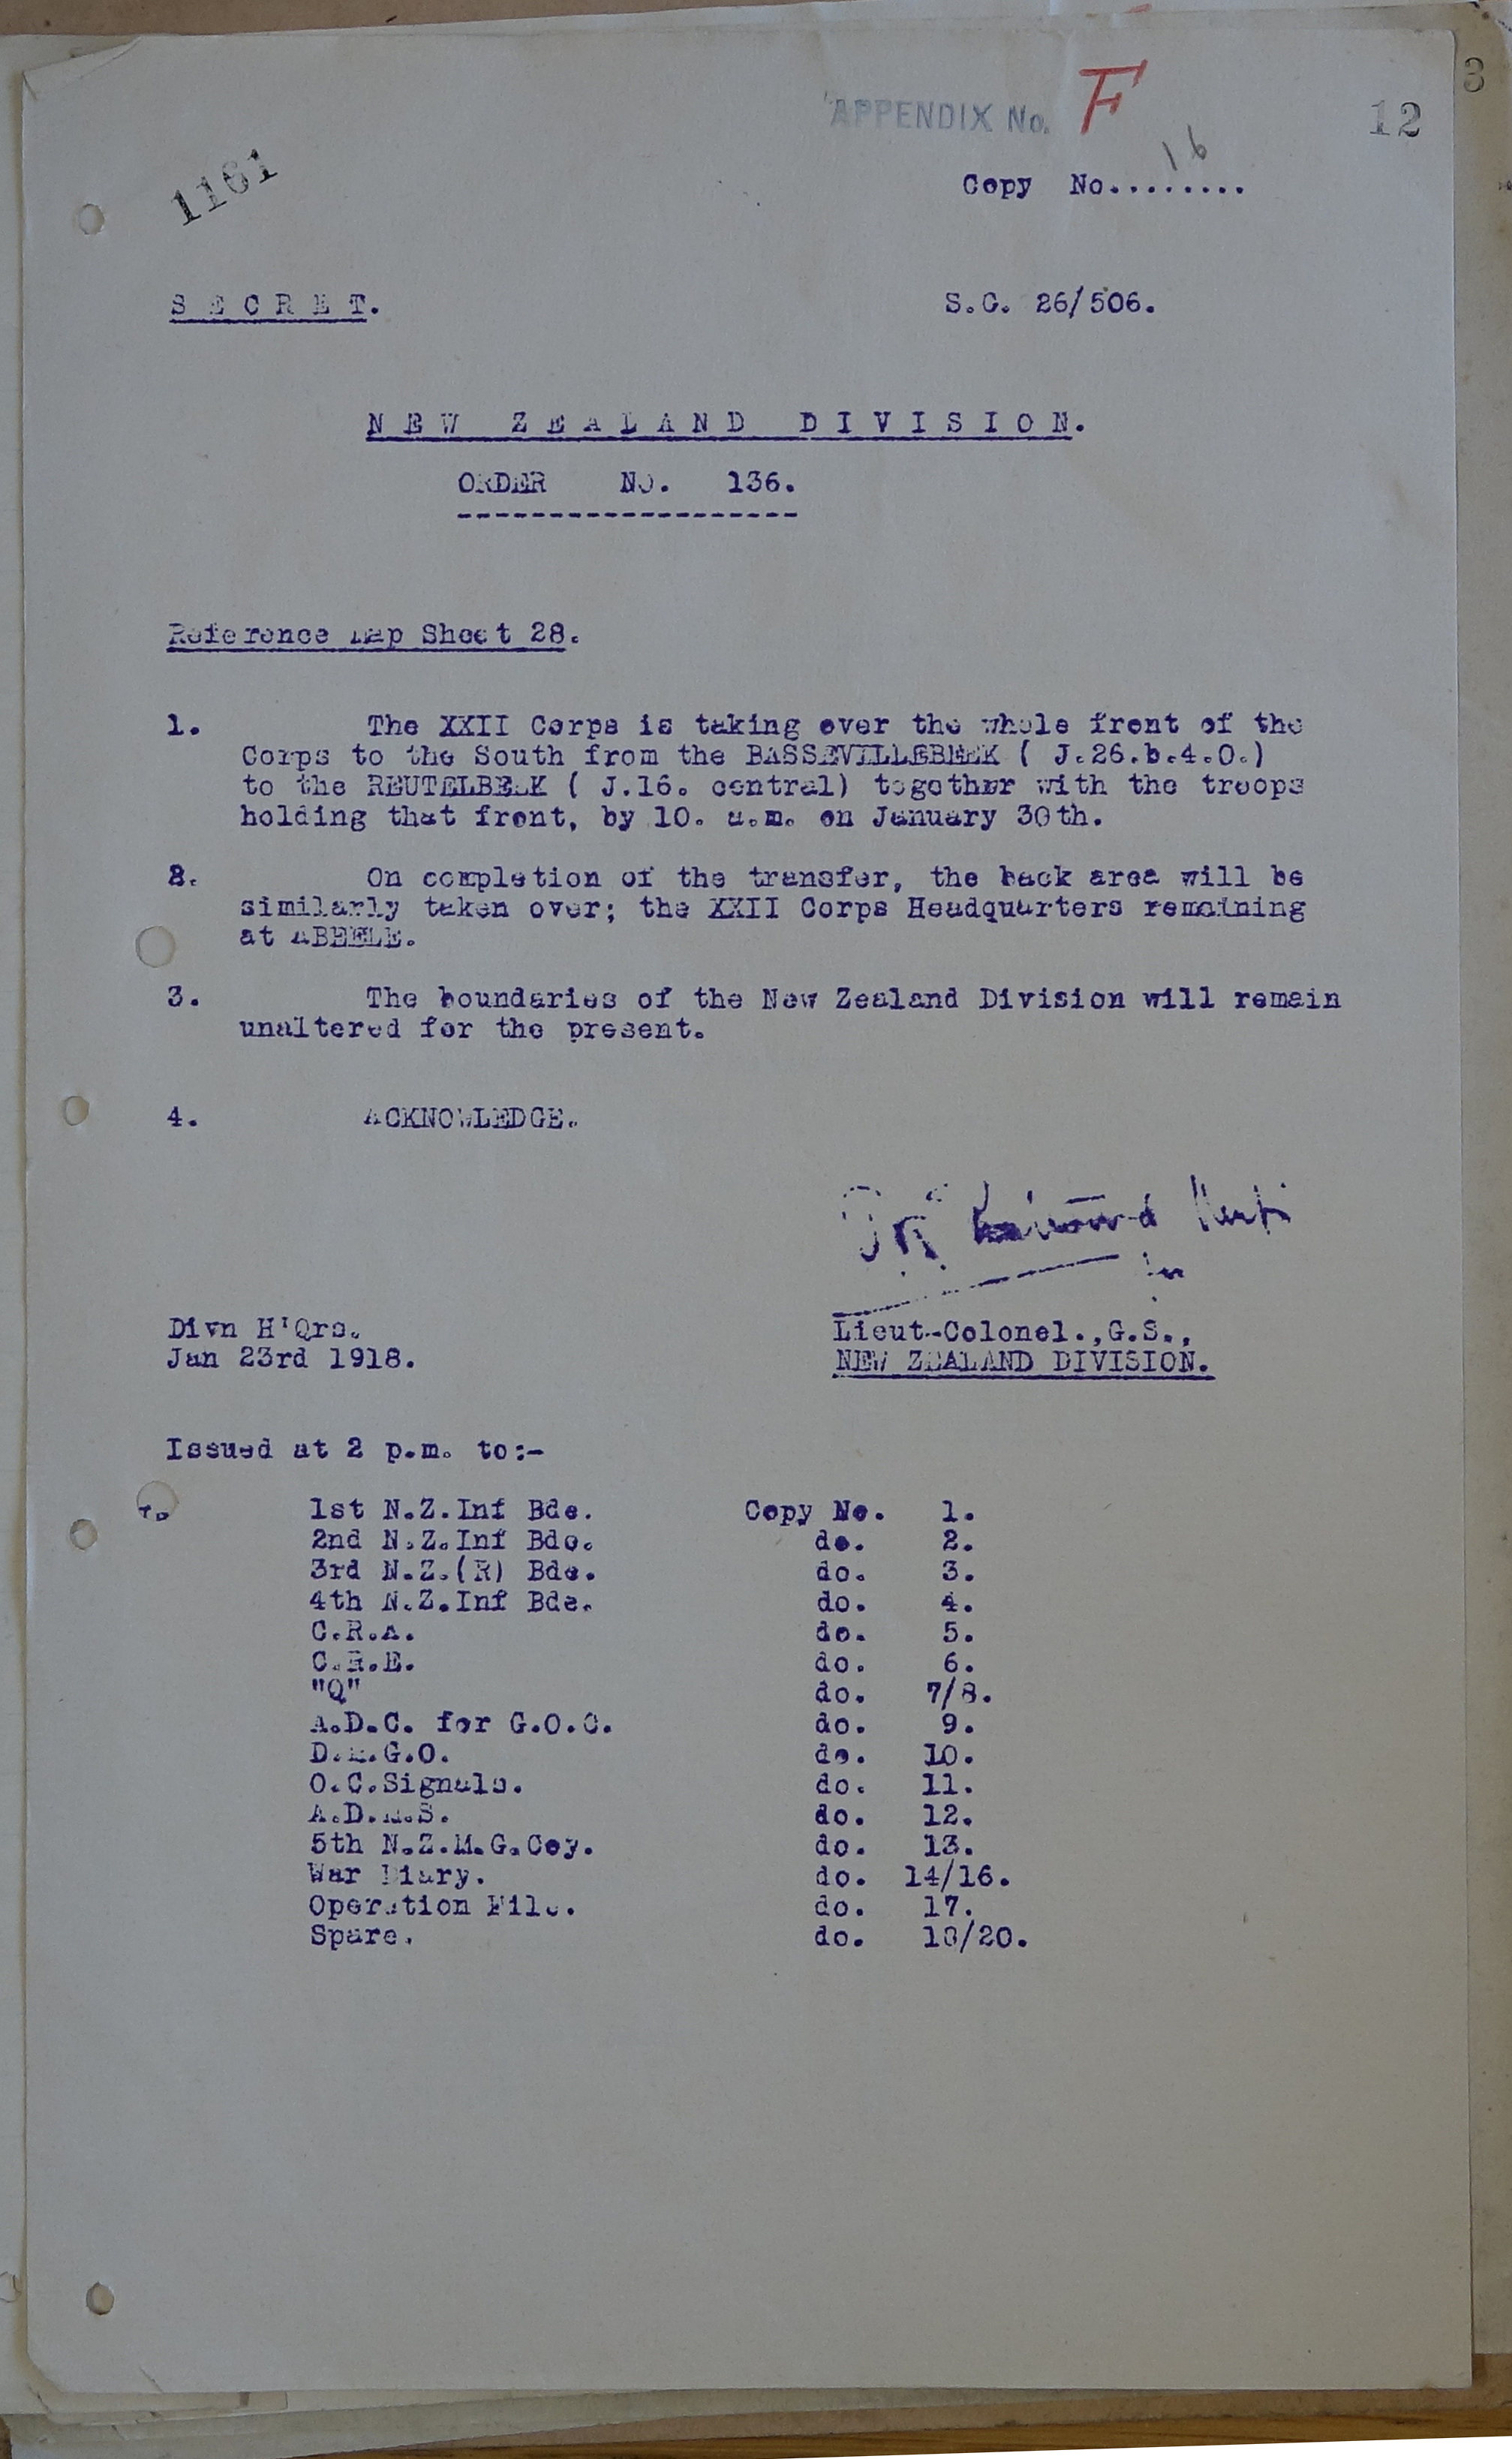 3
APPENDIX No. F
12
1161
16
Copy No.........
S E C R E T.
S.G. 26/506.
N E W Z E A L A N D D I V I S I O N.
ORDER NO. 136.
-------------------
Reference Map Sheet 28.
1. The XXII Corps is taking over the whole front of the
Corps to the South from the BASSEVILLEBEEK ( J.26.b.4.0.)
to the REUTELBEEK ( J.16. central) together with the troops
holding that front, by 10. a.m. on January 30th.
2. On completion of the transfer, the back area will be
similarly taken over; the XXII Corps Headquarters remaining
at ABEELE.
3. The boundaries of the New Zealand Division will remain
unaltered for the present.
4. ACKNOWLEDGE.
Divn H'Qrs. Lieut-Colonel.,G.S.,
Jan 23rd 1918. NEW ZEALAND DIVISION.
Issued at 2 p.m. to:-
1st N.Z.Inf Bde. Copy No. 1.
2nd N.Z.Inf Bde. do. 2.
3rd N.Z.(R) Bde. do. 3.
4th N.Z.Inf Bde. do. 4.
C.R.A. do. 5.
C.R.E. do. 6.
"Q" do. 7/8.
A.D.C. for G.O.C. do. 9.
D.M.G.O. do. 10.
O.C.Signals. do. 11.
A.D.M.S. do. 12.
5th N.Z.M.G.Coy. do. 13.
War Diary. do. 14/16.
Operation File. do. 17.
Spare. do. 18/20.